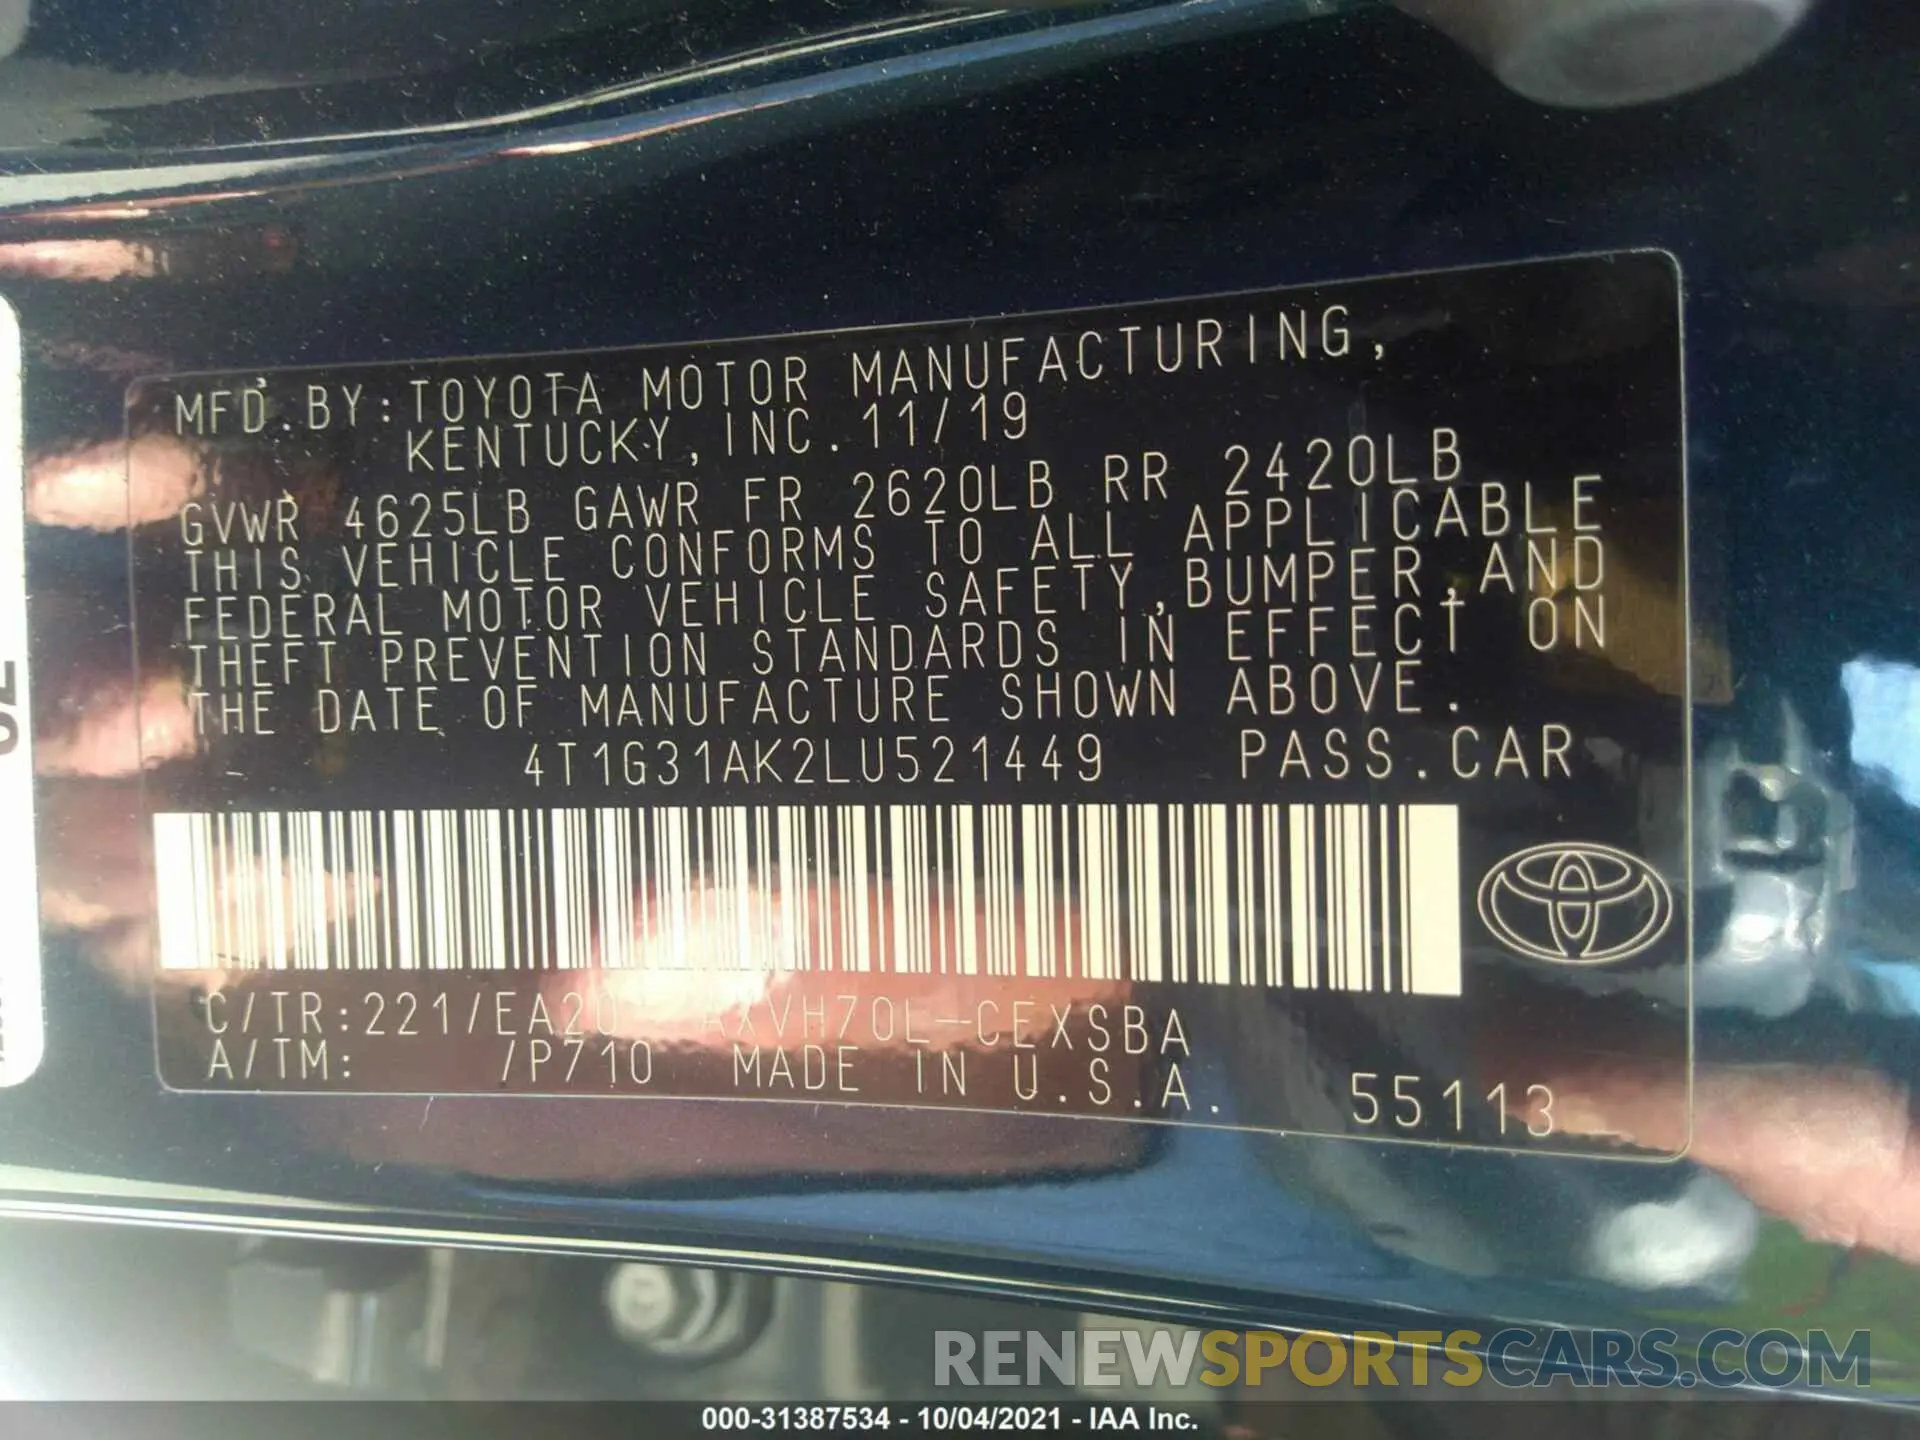 MFD.BY:TOYOTA MOTOR MANUFACTURING,
KENTUCKY,INC.11/19
GVWR 4625LB GAWR FR 2620LB RR 2420LB
THIS VEHICLE CONFORMS TO ALL APPLICABLE
FEDERAL MOTOR VEHICLE SAFETY,BUMPER,AND
THEFT PREVENTION STANDARDS IN EFFECT ON
THE DATE OF MANUFACTURE SHOWN ABOVE.
4T1G31AK2LU521449 PASS.CAR
C/TR:221/EA20 AXVH70L-CEXSBA
A/TM: /P710 MADE IN U.S.A.
55113
RENEWSPORTSCARS.COM
000-31387534 - 10/04/2021 - IAA Inc.